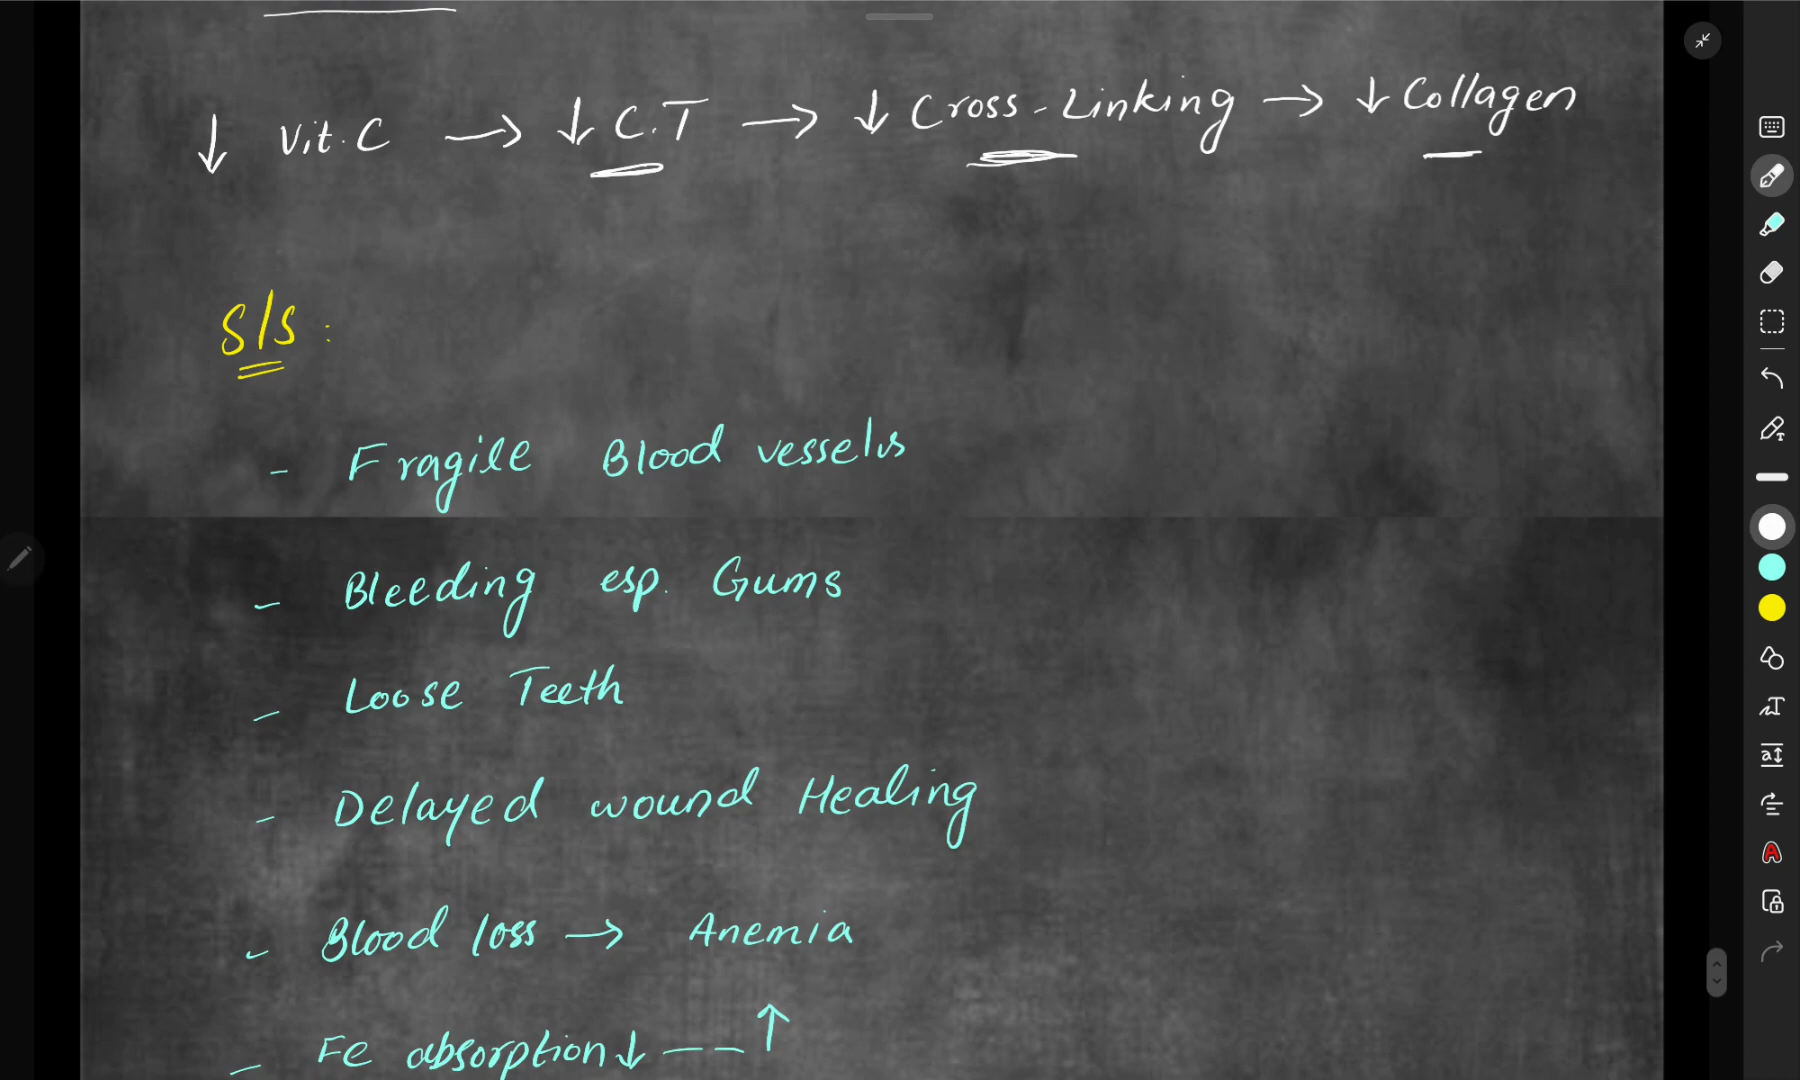 ↓ Vit.C → ↓ C.T → ↓ Cross-Linking → ↓ Collagen
S/S :
- Fragile Blood vessels
- Bleeding esp. Gums
- Loose Teeth
- Delayed wound Healing
- Blood loss → Anemia
- Fe absorption ↓ -- ↑